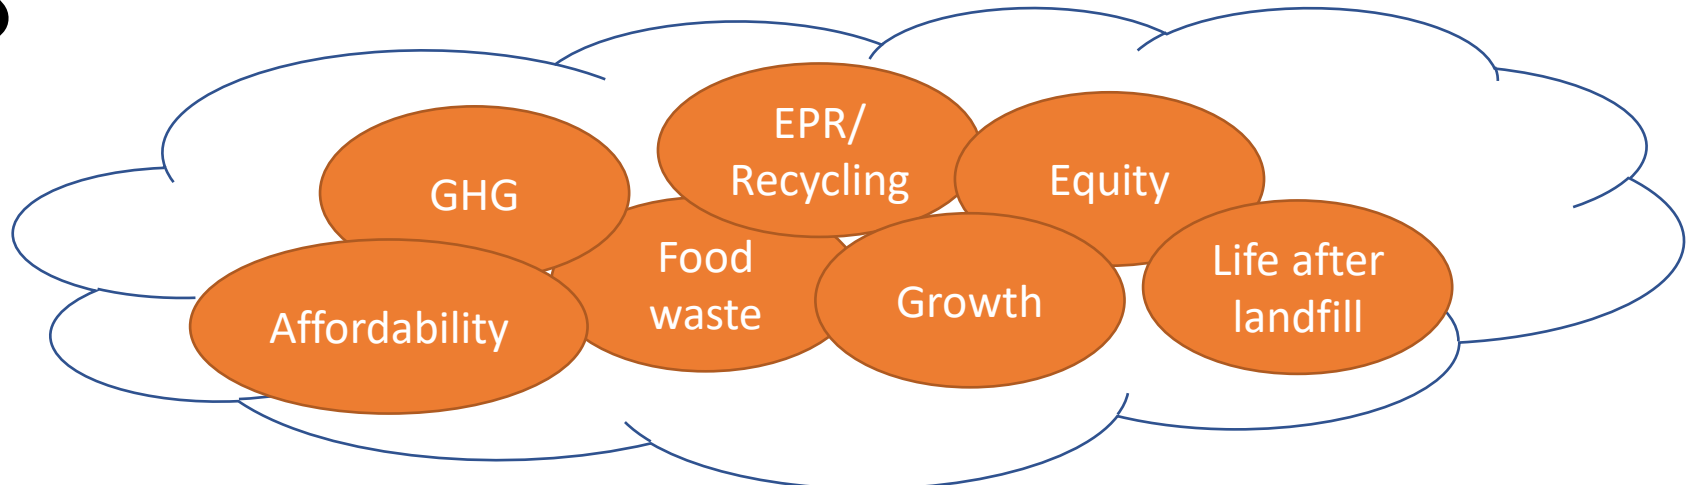 EPR/
Recycling
GHG
Equity
Food
waste
Life after
landfill
Growth
Affordability